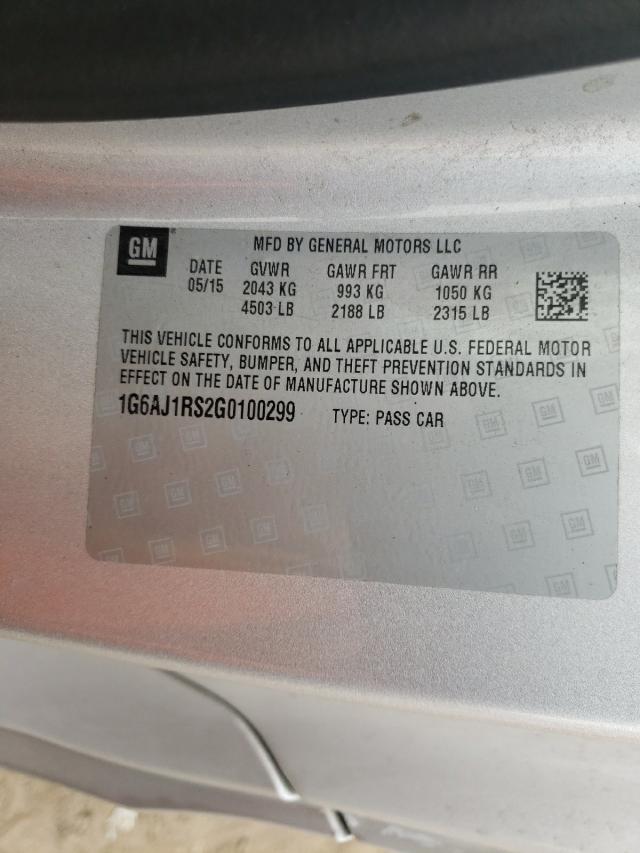 GM
MFD BY GENERAL MOTORS LLC
DATE GVWR GAWR FRT GAWR RR
05/15 2043 KG 993 KG 1050 KG
4503 LB 2188 LB 2315 LB
THIS VEHICLE CONFORMS TO ALL APPLICABLE U.S. FEDERAL MOTOR
VEHICLE SAFETY, BUMPER, AND THEFT PREVENTION STANDARDS IN
EFFECT ON THE DATE OF MANUFACTURE SHOWN ABOVE.
1G6AJ1RS2G0100299 TYPE: PASS CAR